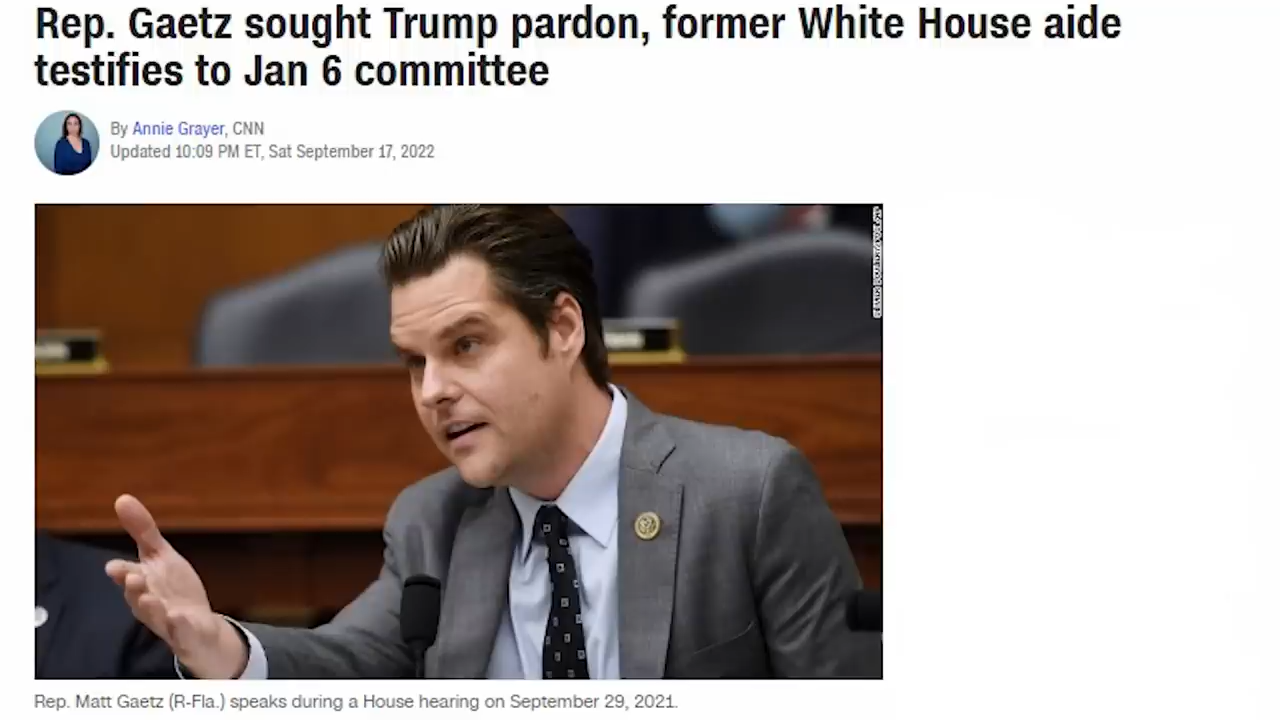 Rep. Gaetz sought Trump pardon, former White House aide
testifies to Jan 6 committee
By Annie Grayer, CNN
Updated 10:09 PM ET, Sat September 17, 2022
Rep. Matt Gaetz (R-Fla.) speaks during a House hearing on September 29, 2021.